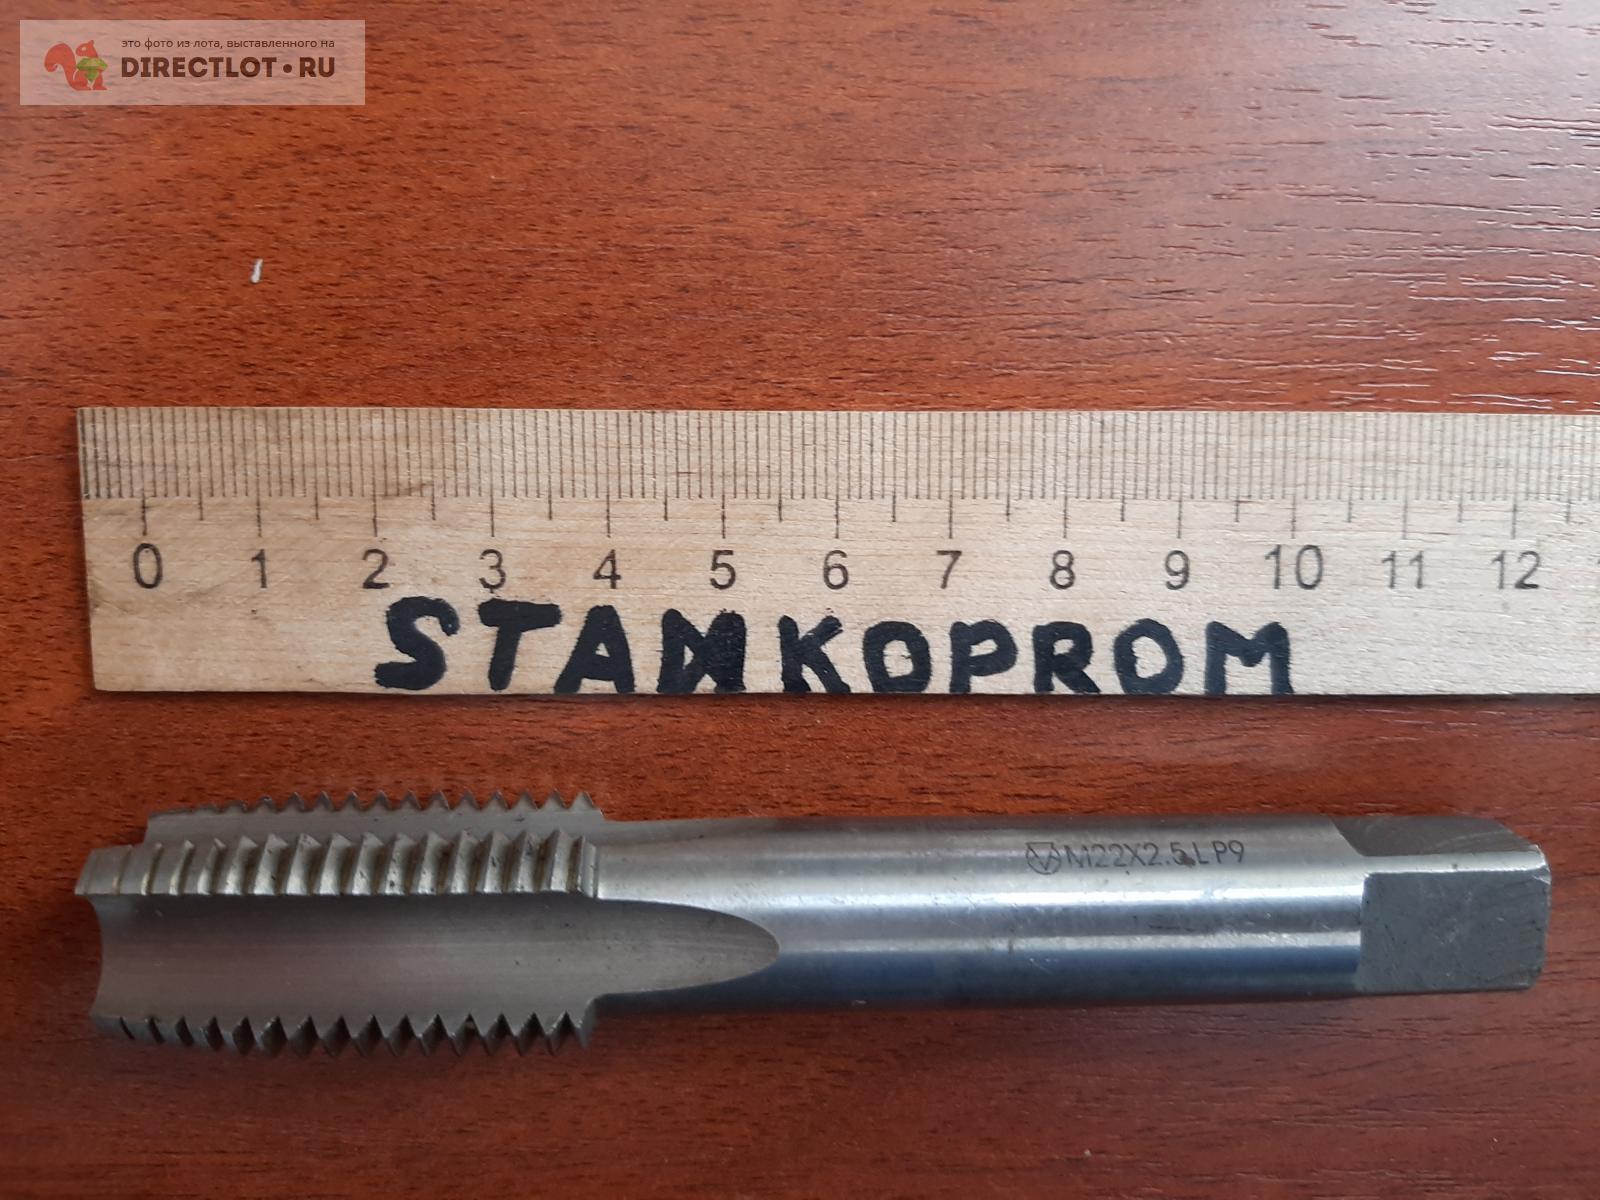 это фото из лота, выставленного на
DIRECTLOT•RU
0 1 2 3 4 5 6 7 8 9 10 11 12
STANKOPROM
M22X2.5 LP9